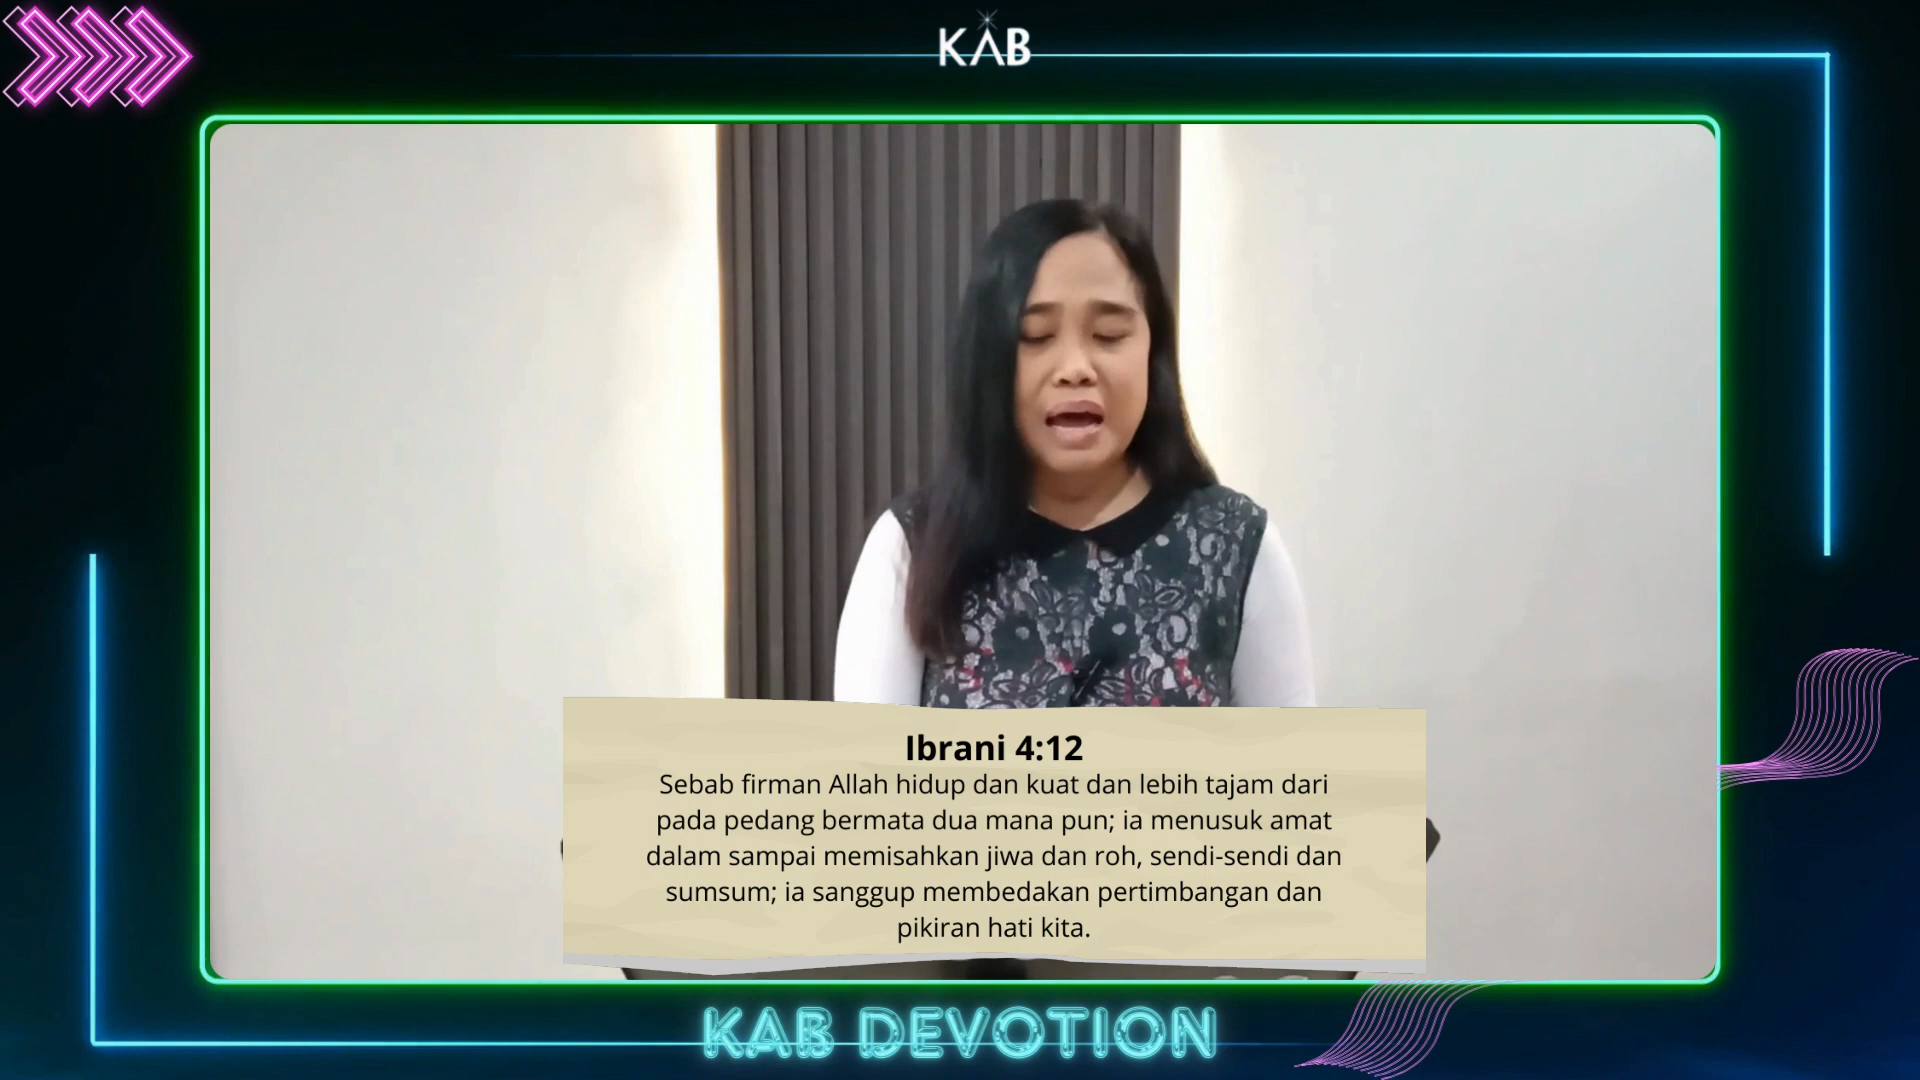 KAB
Ibrani 4:12
Sebab firman Allah hidup dan kuat dan lebih tajam dari
pada pedang bermata dua mana pun; ia menusuk amat
dalam sampai memisahkan jiwa dan roh, sendi-sendi dan
sumsum; ia sanggup membedakan pertimbangan dan
pikiran hati kita.
KAB DEVOTION